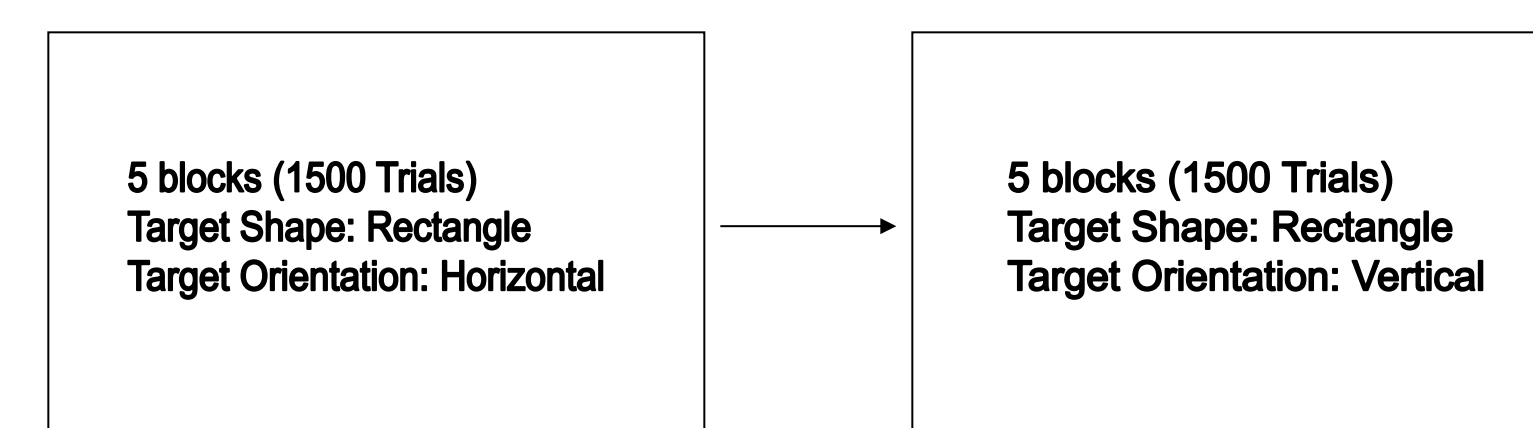 5 blocks (1500 Trials)
Target Shape: Rectangle
Target Orientation: Horizontal
5 blocks (1500 Trials)
Target Shape: Rectangle
Target Orientation: Vertical